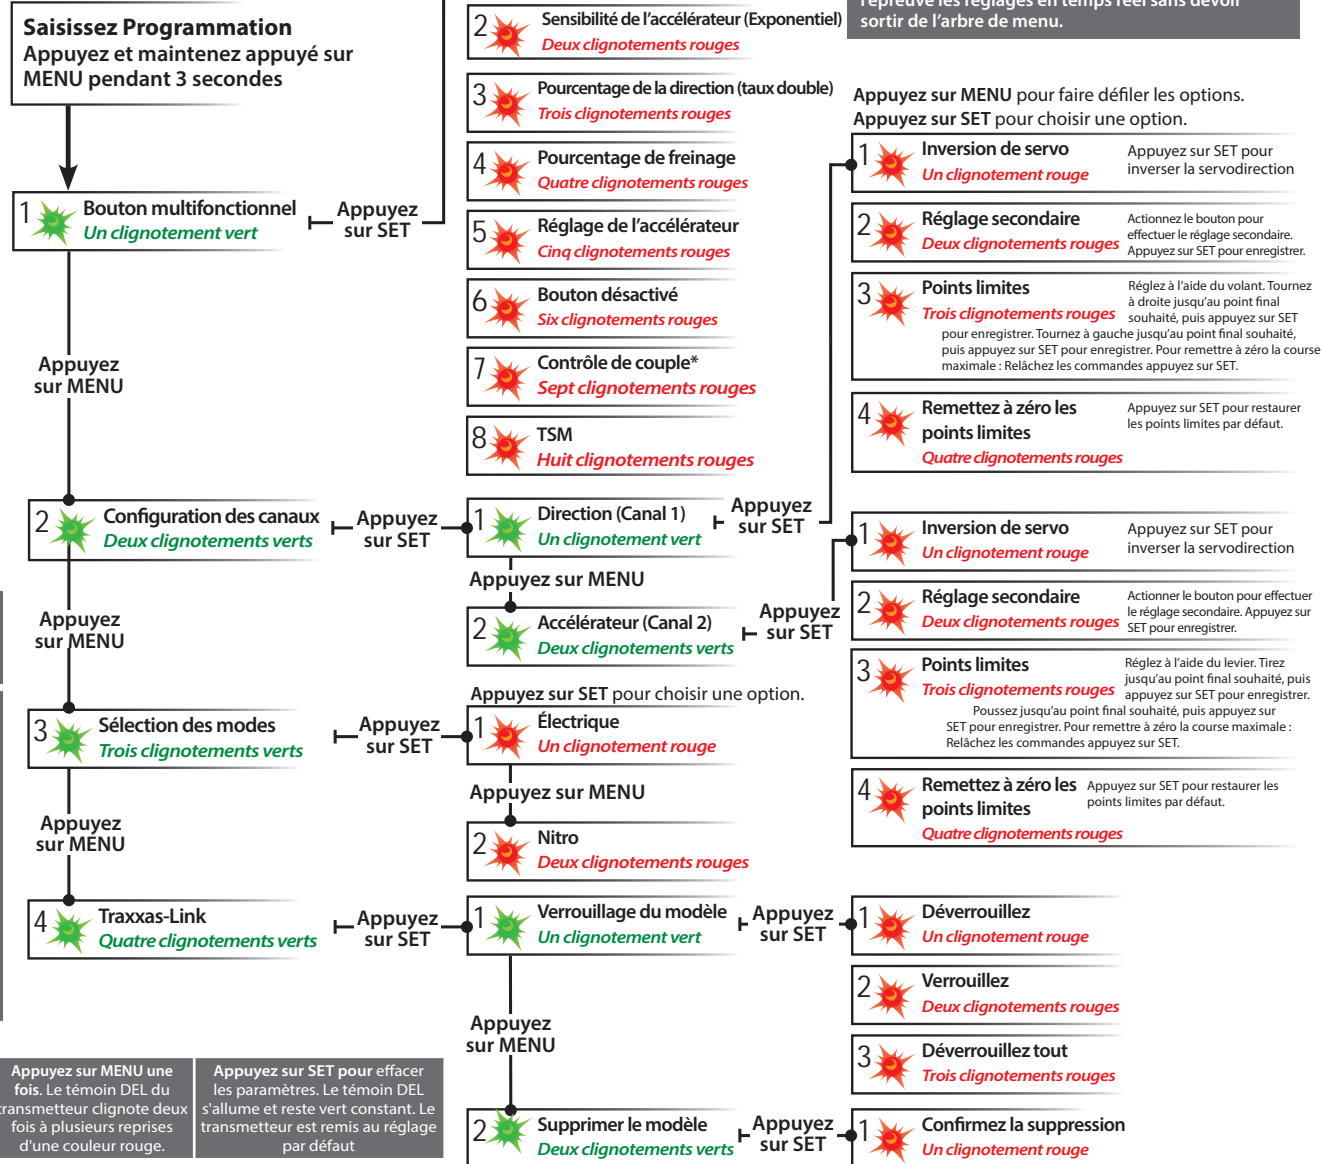 Saisissez Programmation
Appuyez et maintenez appuyé sur
MENU pendant 3 secondes
1
Bouton multifonctionnel
Un clignotement vert
Appuyez
sur SET
Appuyez
sur MENU
2
Configuration des canaux
Deux clignotements verts
Appuyez
sur SET
Appuyez
sur MENU
3
Sélection des modes
Trois clignotements verts
Appuyez
sur SET
Appuyez
sur MENU
4
Traxxas-Link
Quatre clignotements verts
Appuyez
sur SET
2
Sensibilité de l'accélérateur (Exponentiel)
Deux clignotements rouges
3
Pourcentage de la direction (taux double)
Trois clignotements rouges
4
Pourcentage de freinage
Quatre clignotements rouges
5
Réglage de l'accélérateur
Cinq clignotements rouges
6
Bouton désactivé
Six clignotements rouges
7
Contrôle de couple*
Sept clignotements rouges
8
TSM
Huit clignotements rouges
1
Direction (Canal 1)
Un clignotement vert
Appuyez
sur SET
Appuyez sur MENU
2
Accélérateur (Canal 2)
Deux clignotements verts
Appuyez
sur SET
Appuyez sur SET pour choisir une option.
1
Électrique
Un clignotement rouge
Appuyez sur MENU
2
Nitro
Deux clignotements rouges
1
Verrouillage du modèle
Un clignotement vert
Appuyez
sur SET
Appuyez
sur MENU
2
Supprimer le modèle
Deux clignotements verts
Appuyez
sur SET
l'épreuve les réglages en temps réel sans devoir
sortir de l'arbre de menu.
Appuyez sur MENU pour faire défiler les options.
Appuyez sur SET pour choisir une option.
1
Inversion de servo
Un clignotement rouge
Appuyez sur SET pour
inverser la servodirection
2
Réglage secondaire
Deux clignotements rouges
Actionnez le bouton pour
effectuer le réglage secondaire.
Appuyez sur SET pour enregistrer.
3
Points limites
Trois clignotements rouges
Réglez à l'aide du volant. Tournez
à droite jusqu'au point final
souhaité, puis appuyez sur SET
pour enregistrer. Tournez à gauche jusqu'au point final souhaité,
puis appuyez sur SET pour enregistrer. Pour remettre à zéro la course
maximale : Relâchez les commandes appuyez sur SET.
4
Remettez à zéro les
points limites
Quatre clignotements rouges
Appuyez sur SET pour restaurer
les points limites par défaut.
1
Inversion de servo
Un clignotement rouge
Appuyez sur SET pour
inverser la servodirection
2
Réglage secondaire
Deux clignotements rouges
Actionner le bouton pour effectuer
le réglage secondaire. Appuyez sur
SET pour enregistrer.
3
Points limites
Trois clignotements rouges
Réglez à l'aide du levier. Tirez
jusqu'au point final souhaité, puis
appuyez sur SET pour enregistrer.
Poussez jusqu'au point final souhaité, puis appuyez sur
SET pour enregistrer. Pour remettre à zéro la course maximale :
Relâchez les commandes appuyez sur SET.
4
Remettez à zéro les
points limites
Quatre clignotements rouges
Appuyez sur SET pour restaurer les
points limites par défaut.
1
Déverrouillez
Un clignotement rouge
2
Verrouillez
Deux clignotements rouges
3
Déverrouillez tout
Trois clignotements rouges
1
Confirmez la suppression
Un clignotement rouge
Appuyez sur MENU une
fois. Le témoin DEL du
transmetteur clignote deux
fois à plusieurs reprises
d'une couleur rouge.
Appuyez sur SET pour effacer
les paramètres. Le témoin DEL
s'allume et reste vert constant. Le
transmetteur est remis au réglage
par défaut